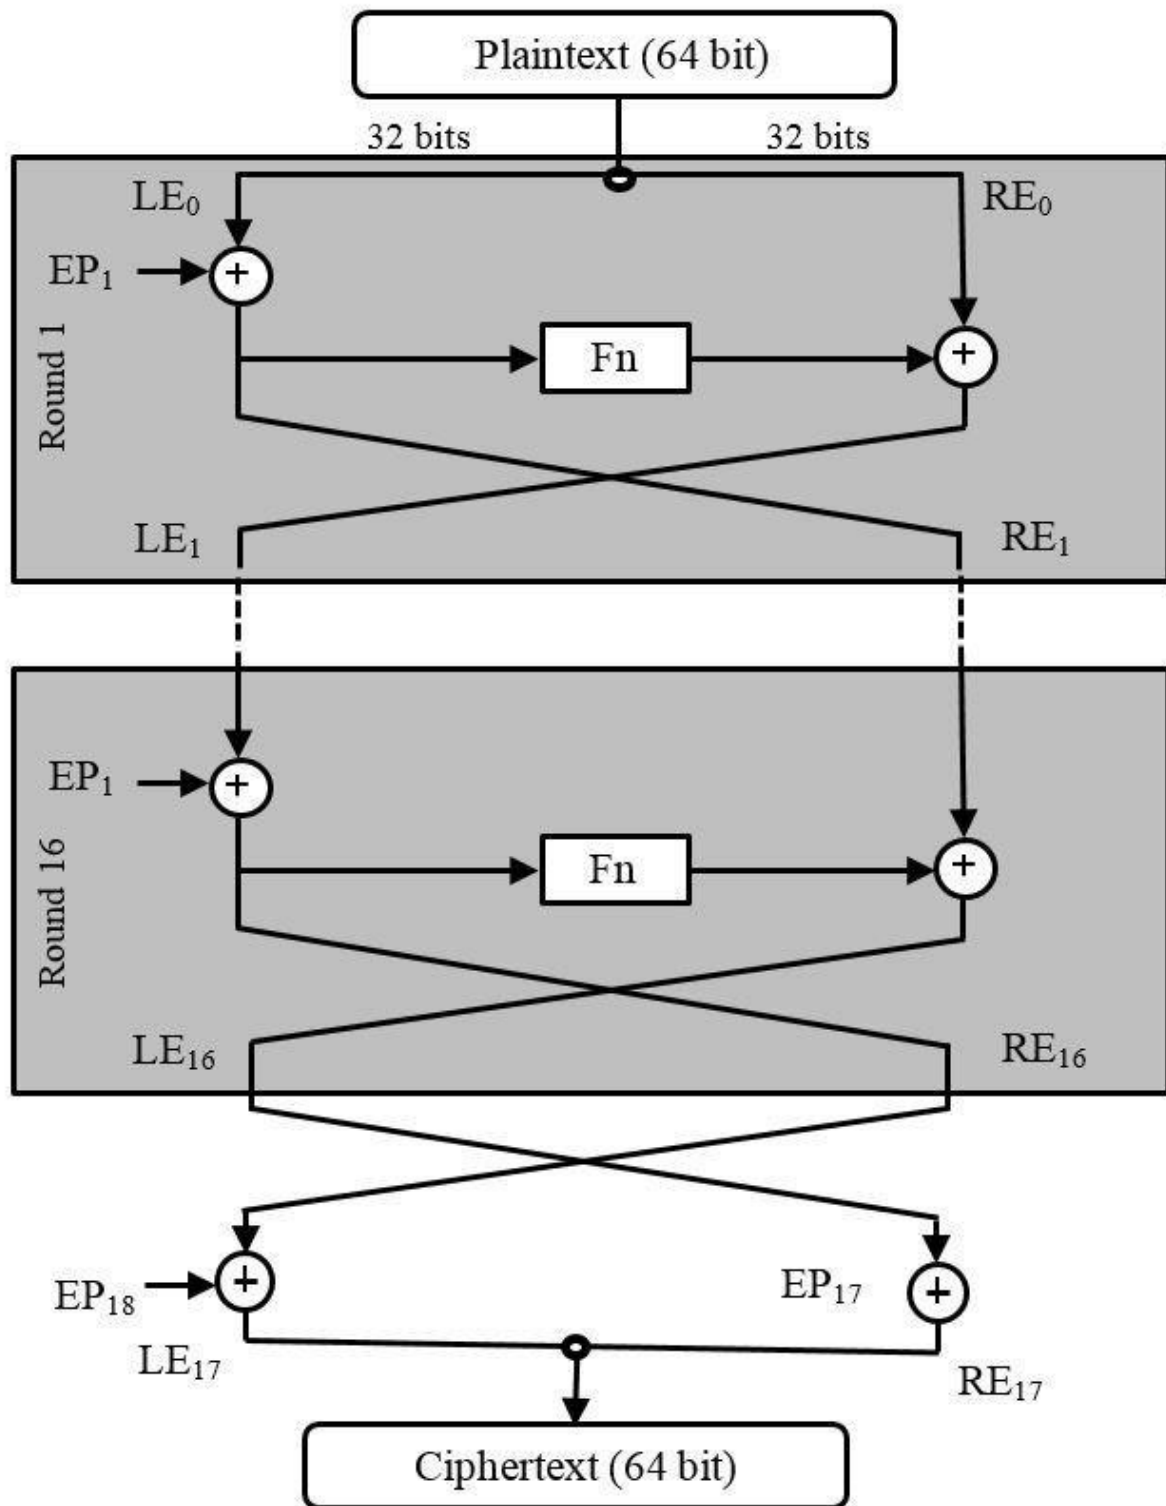 Plaintext (64 bit)
32 bits 32 bits
LE₀ RE₀
EP₁ +
Round 1
Fn +
LE₁ RE₁
EP₁ +
Round 16
Fn +
LE₁₆ RE₁₆
EP₁₈ + EP₁₇ +
LE₁₇ RE₁₇
Ciphertext (64 bit)